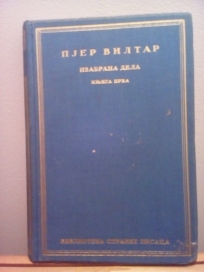 ПЈЕР ВИЛТАР
ИЗАБРАНА ДЕЛА
КЊИГА ПРВА
БИБЛИОТЕКА СТРАНИХ ПИСАЦА